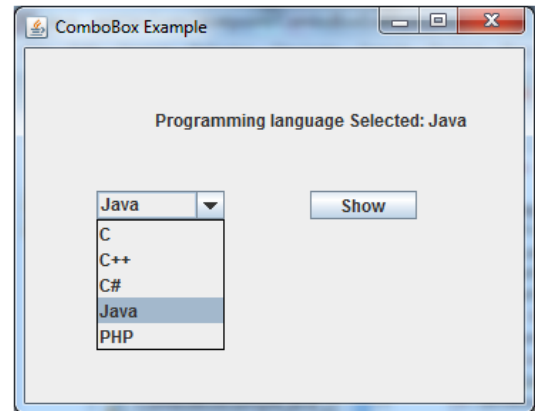 ComboBox Example
Programming language Selected: Java
Java
Show
C
C++
C#
Java
PHP